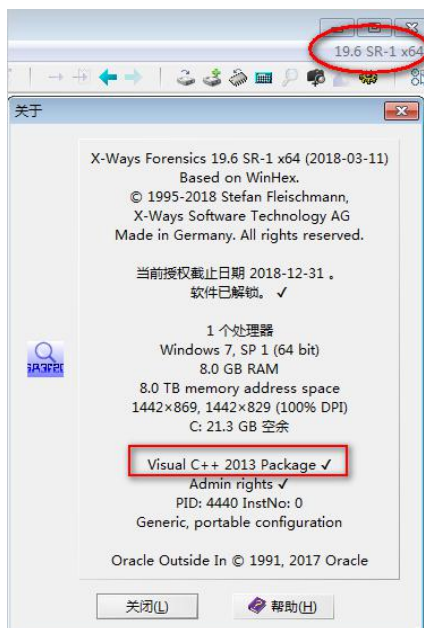 19.6 SR-1 x64
关于
X-Ways Forensics 19.6 SR-1 x64 (2018-03-11)
Based on WinHex.
© 1995-2018 Stefan Fleischmann,
X-Ways Software Technology AG
Made in Germany. All rights reserved.
当前授权截止日期 2018-12-31 。
软件已解锁。 ✓
1 个处理器
Windows 7, SP 1 (64 bit)
8.0 GB RAM
8.0 TB memory address space
1442×869, 1442×829 (100% DPI)
C: 21.3 GB 空余
Visual C++ 2013 Package ✓
Admin rights ✓
PID: 4440 InstNo: 0
Generic, portable configuration
Oracle Outside In © 1991, 2017 Oracle
关闭(L) 帮助(H)